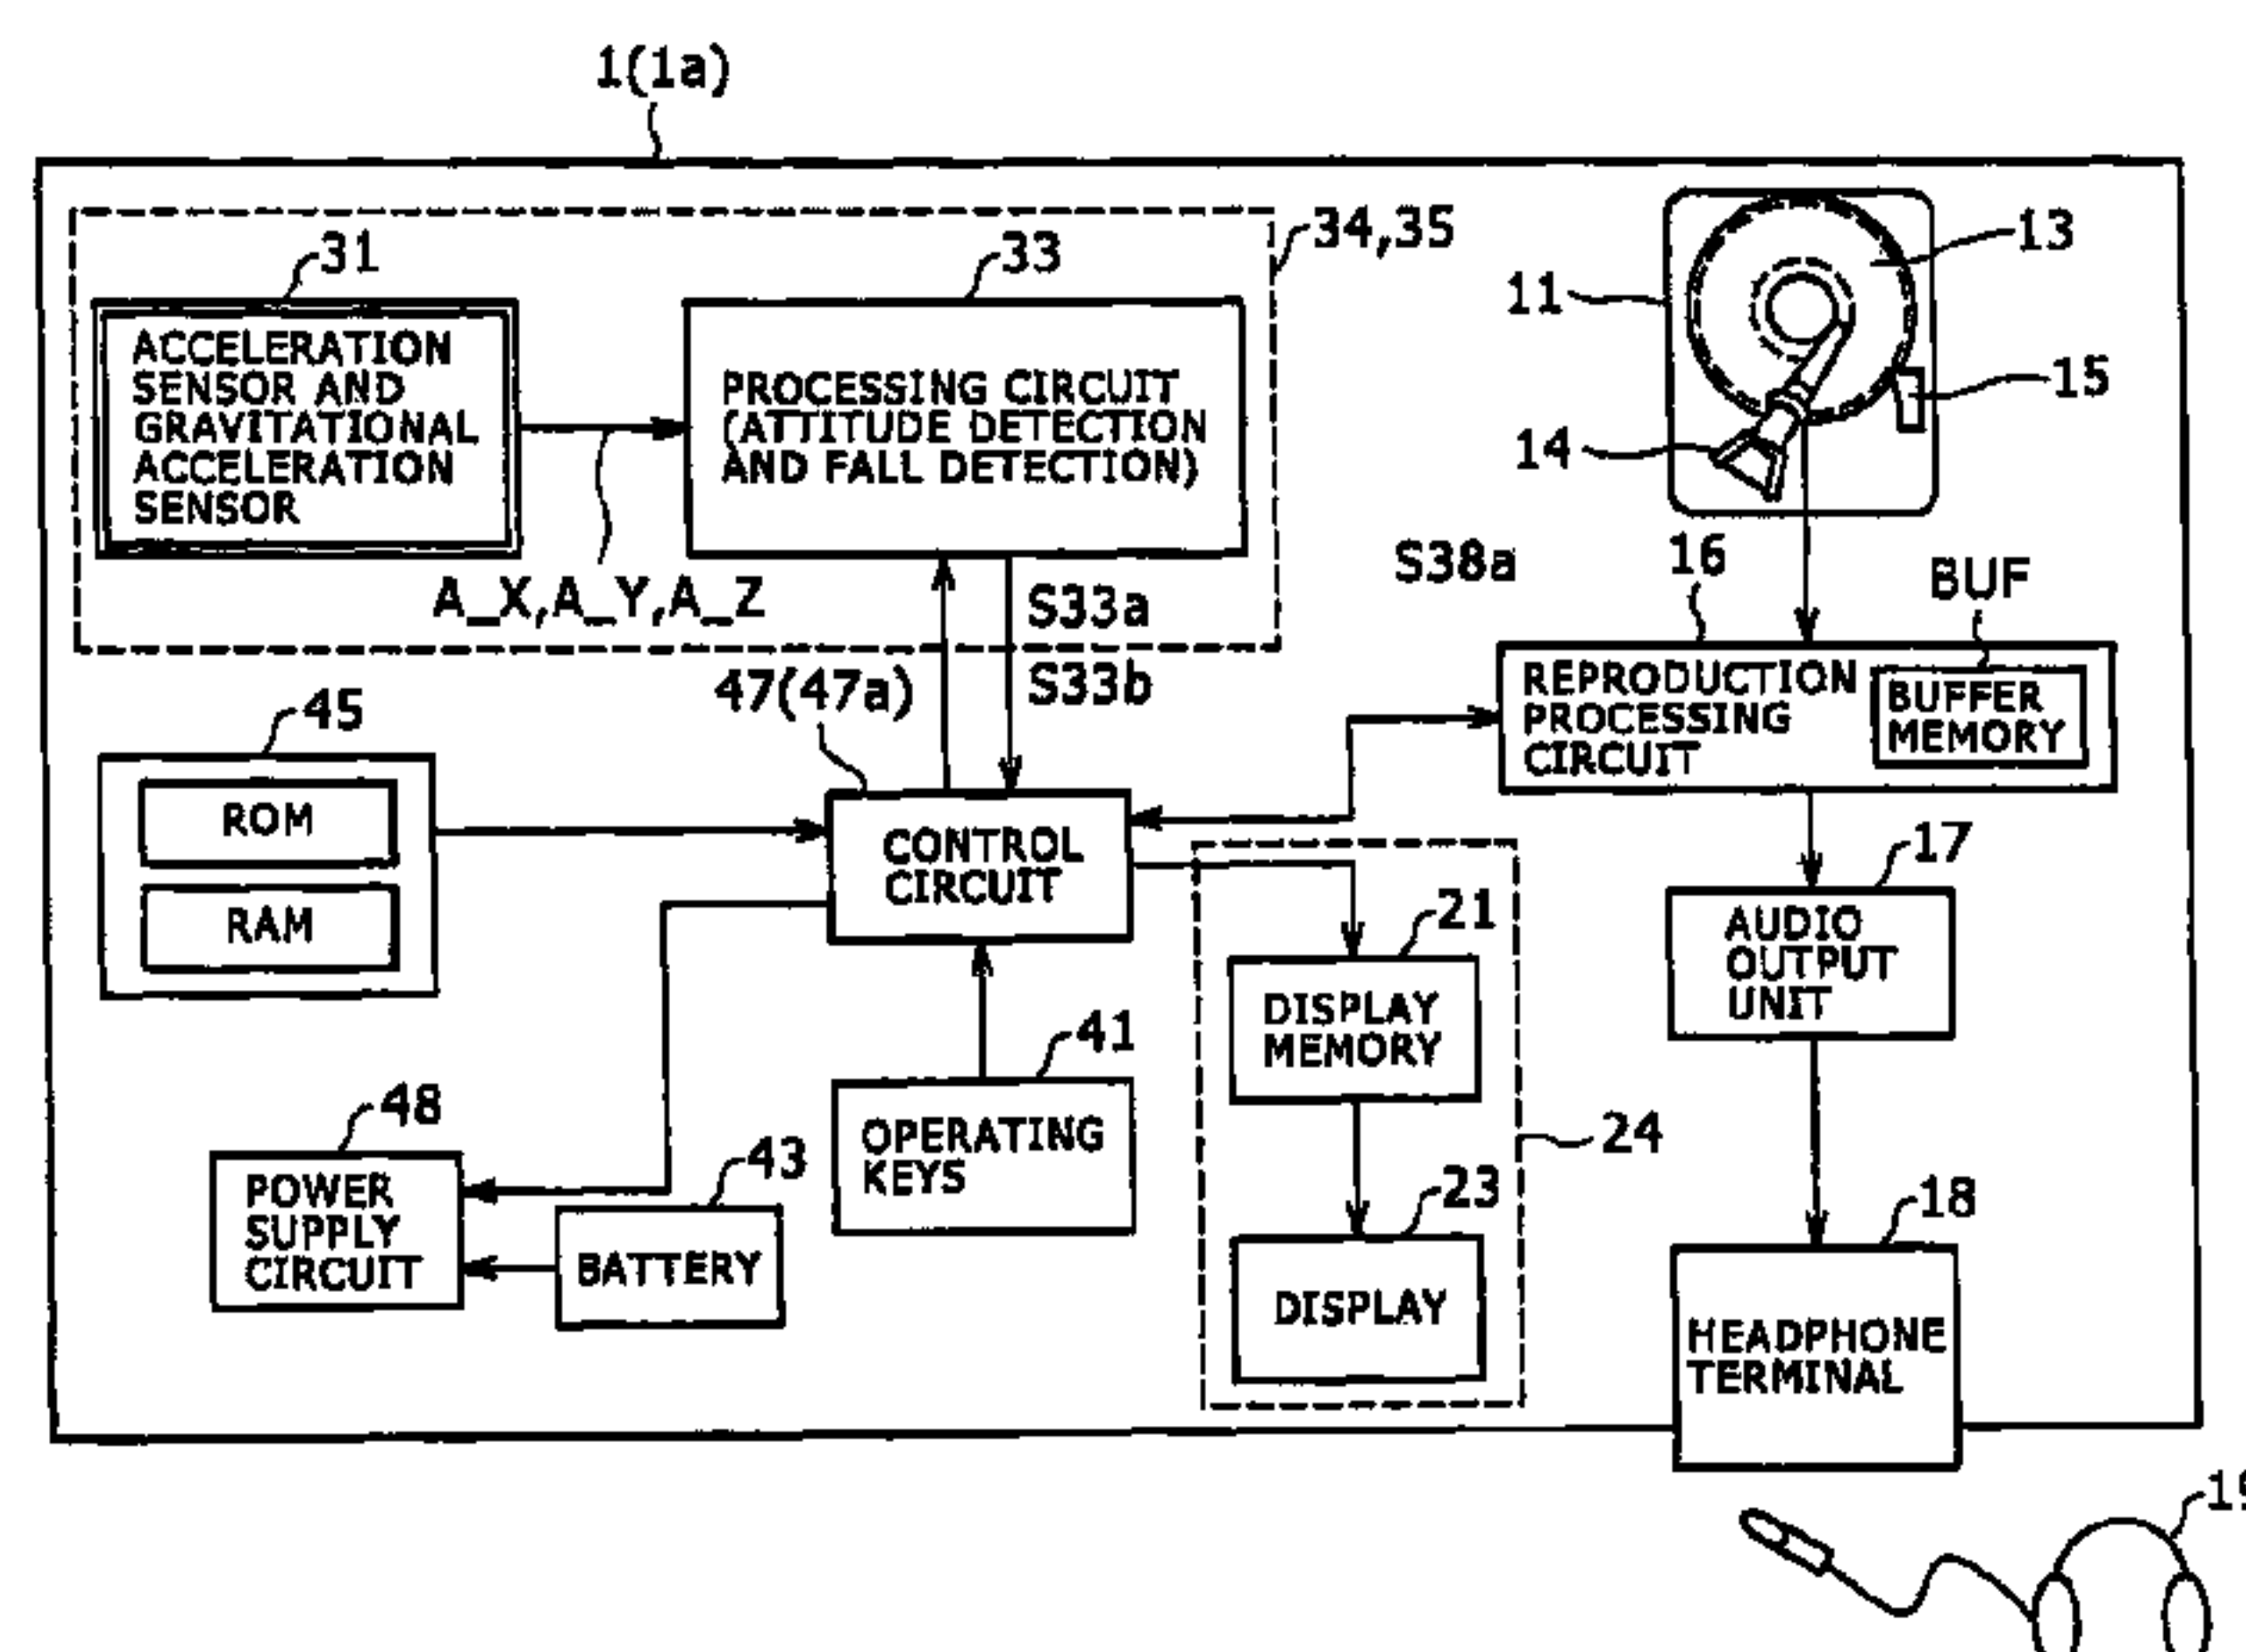 1(1a)
34,35
31
33
13
11
ACCELERATION
SENSOR AND
GRAVITATIONAL
ACCELERATION
SENSOR
PROCESSING CIRCUIT
(ATTITUDE DETECTION
AND FALL DETECTION)
15
14
A_X,A_Y,A_Z
S33a
S33b
S38a
16
BUF
47(47a)
45
ROM
RAM
REPRODUCTION
PROCESSING
CIRCUIT
BUFFER
MEMORY
CONTROL
CIRCUIT
17
AUDIO
OUTPUT
UNIT
21
DISPLAY
MEMORY
41
OPERATING
KEYS
48
POWER
SUPPLY
CIRCUIT
43
BATTERY
24
23
DISPLAY
18
HEADPHONE
TERMINAL
19